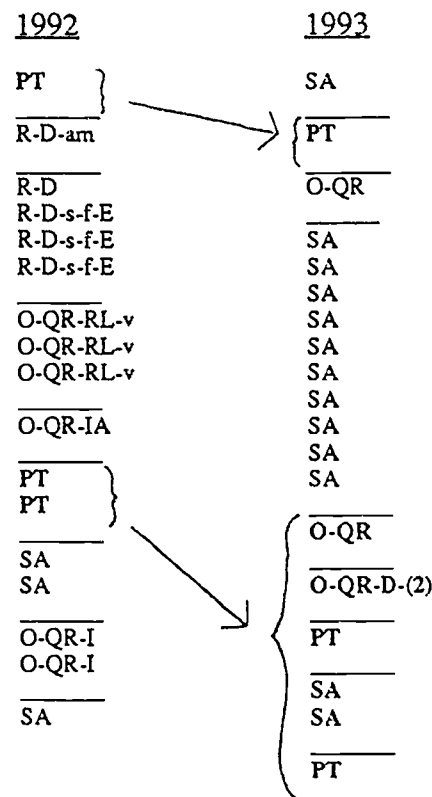 1992
PT
R-D-am
R-D
R-D-s-f-E
R-D-s-f-E
R-D-s-f-E
O-QR-RL-v
O-QR-RL-v
O-QR-RL-v
O-QR-IA
PT
PT
SA
SA
O-QR-I
O-QR-I
SA
1993
SA
PT
O-QR
SA
SA
SA
SA
SA
SA
SA
SA
SA
SA
O-QR
O-QR-D-(2)
PT
SA
SA
PT